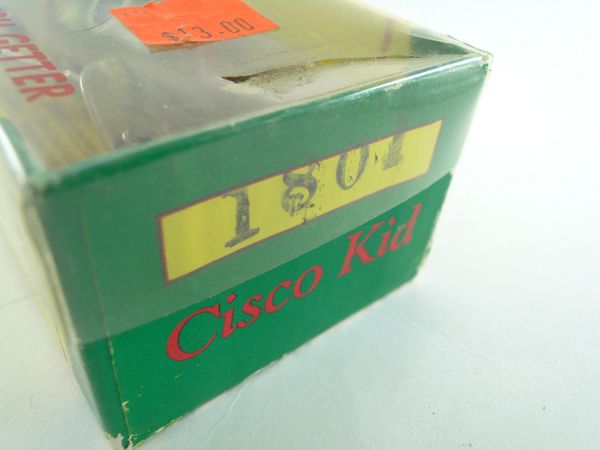 $13.00
GETTER
1801
Cisco Kid